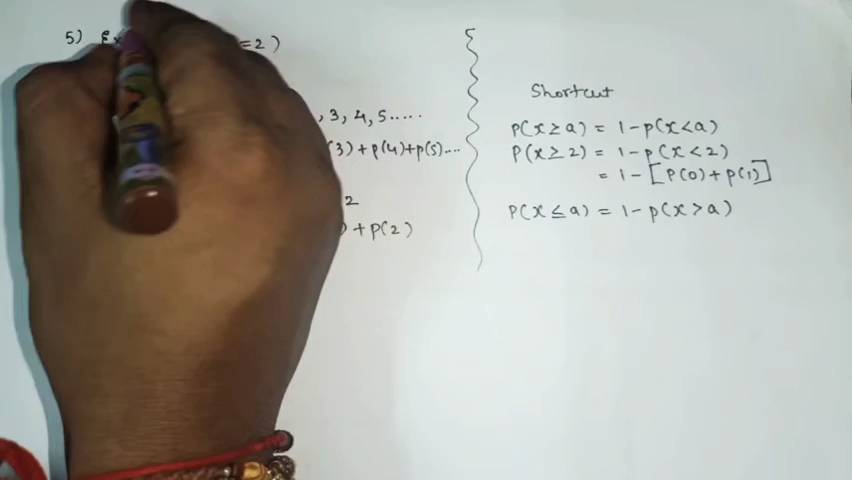 5) Ex =2)
, 3, 4, 5.....
(3) + p(4)+p(5)...
2
) + p(2)
Shortcut
P(x ≥ a) = 1 - p(x < a)
P(x ≥ 2) = 1 - p(x < 2)
= 1 - [P(0) + p(1)]
P(x ≤ a) = 1 - p(x > a)